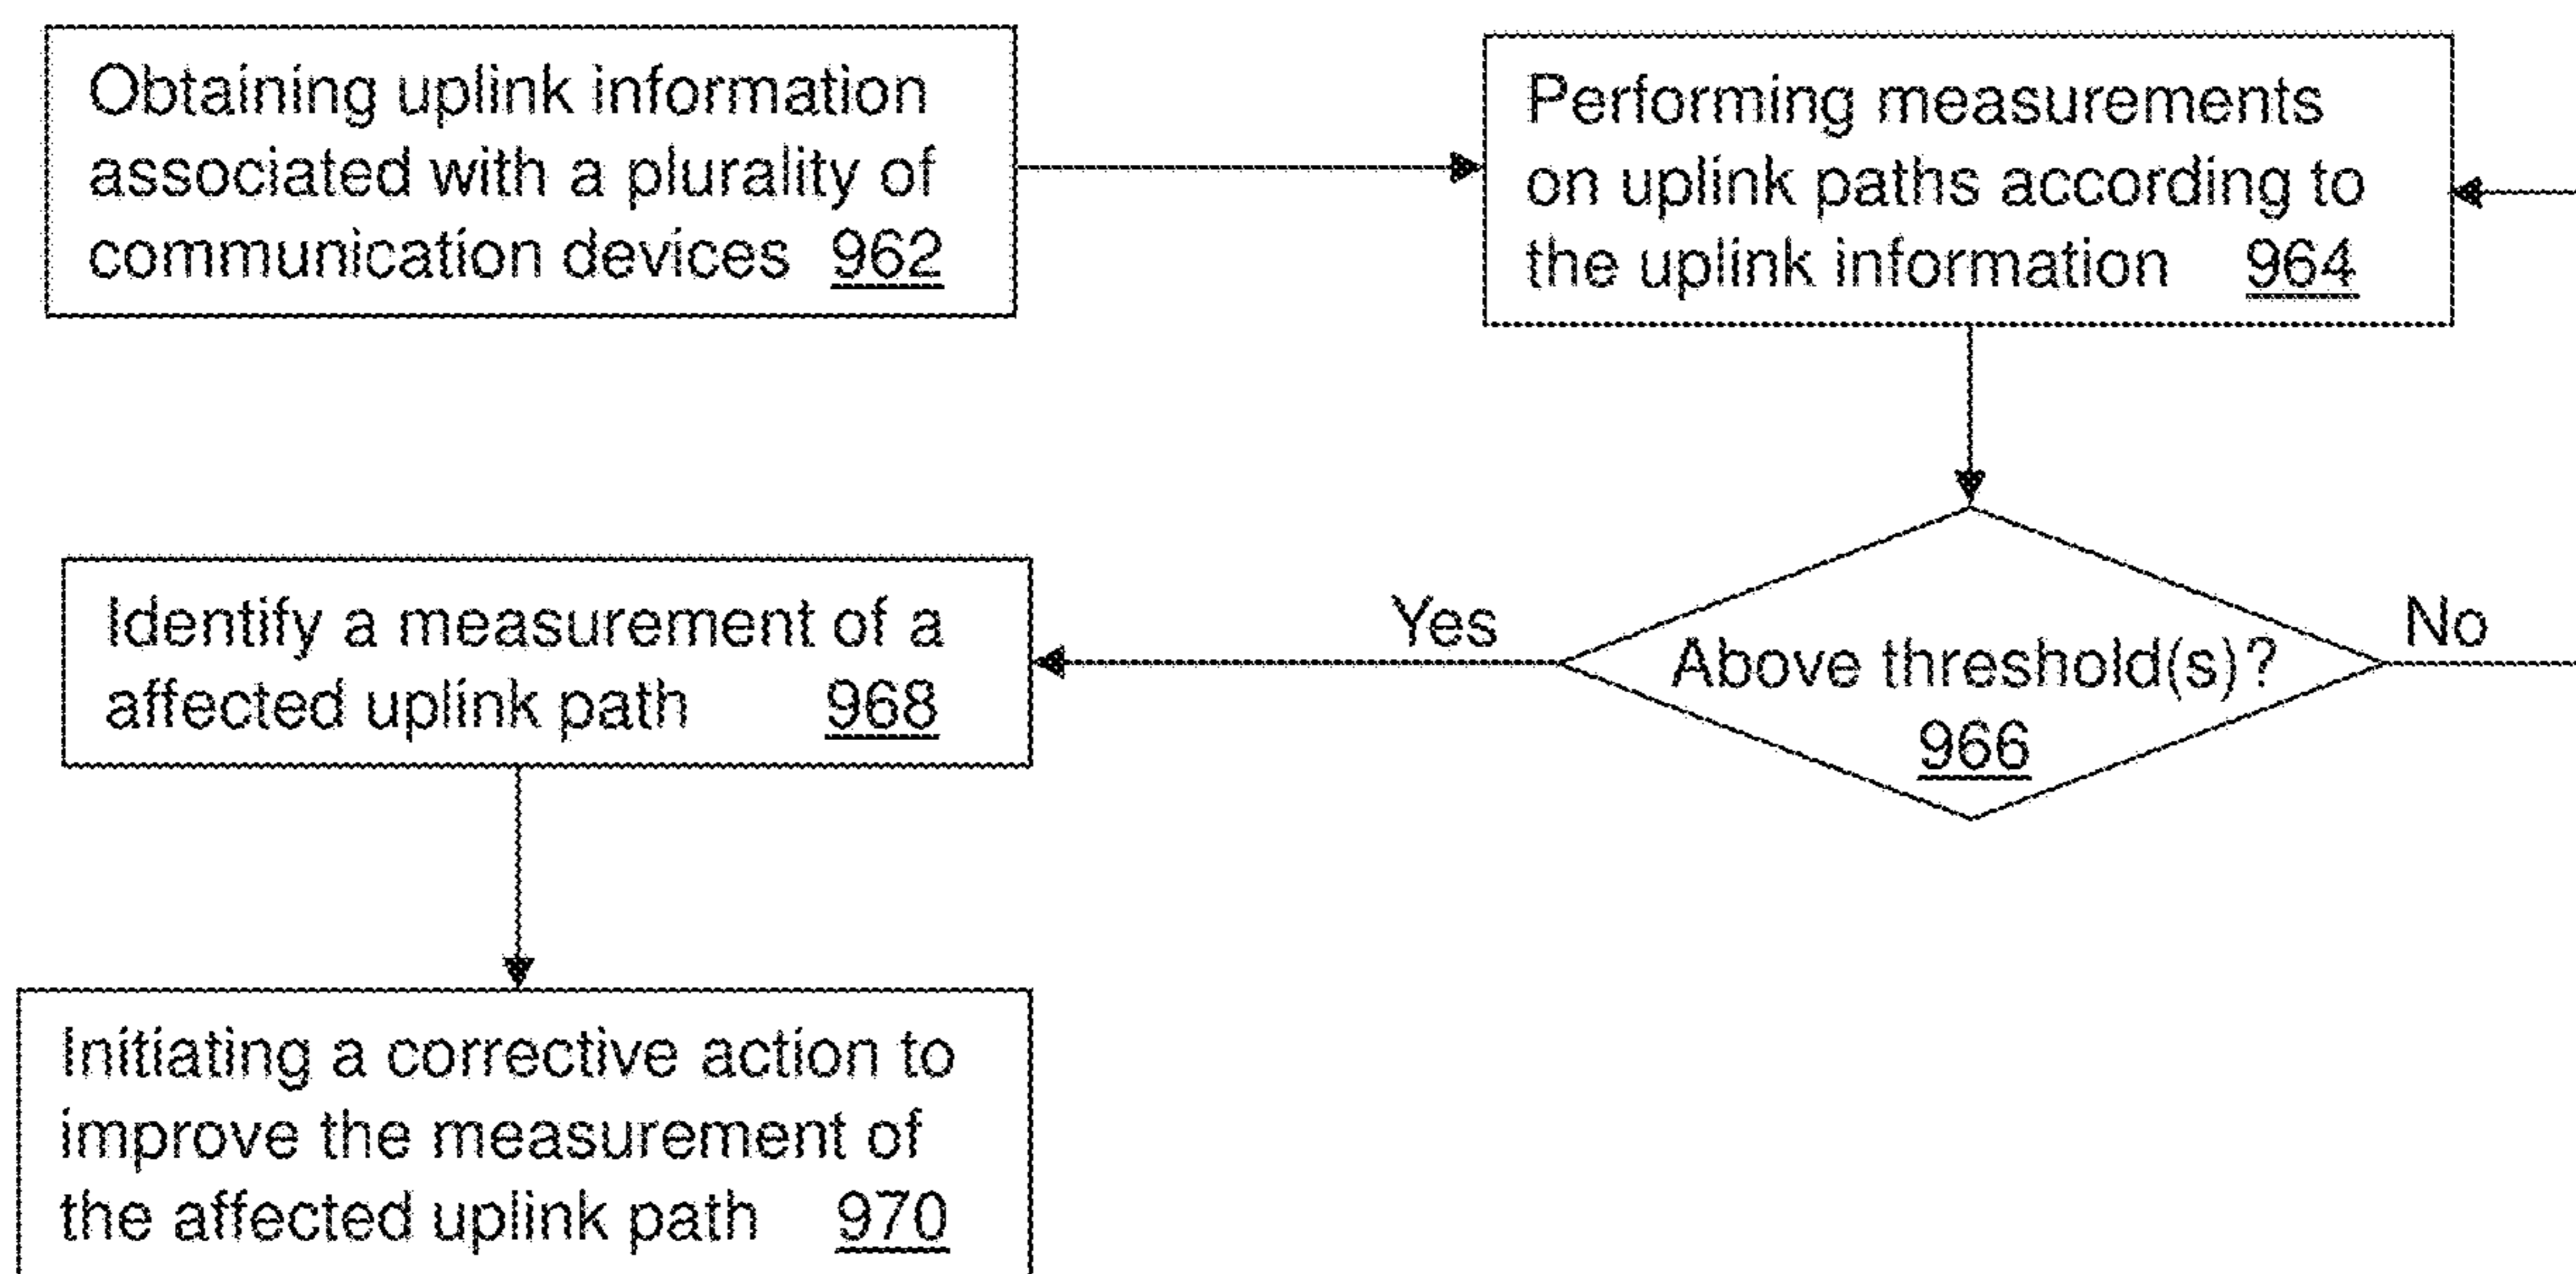 Obtaining uplink information
associated with a plurality of
communication devices 962
Performing measurements
on uplink paths according to
the uplink information 964
Above threshold(s)?
966
Yes
No
Identify a measurement of a
affected uplink path 968
Initiating a corrective action to
improve the measurement of
the affected uplink path 970